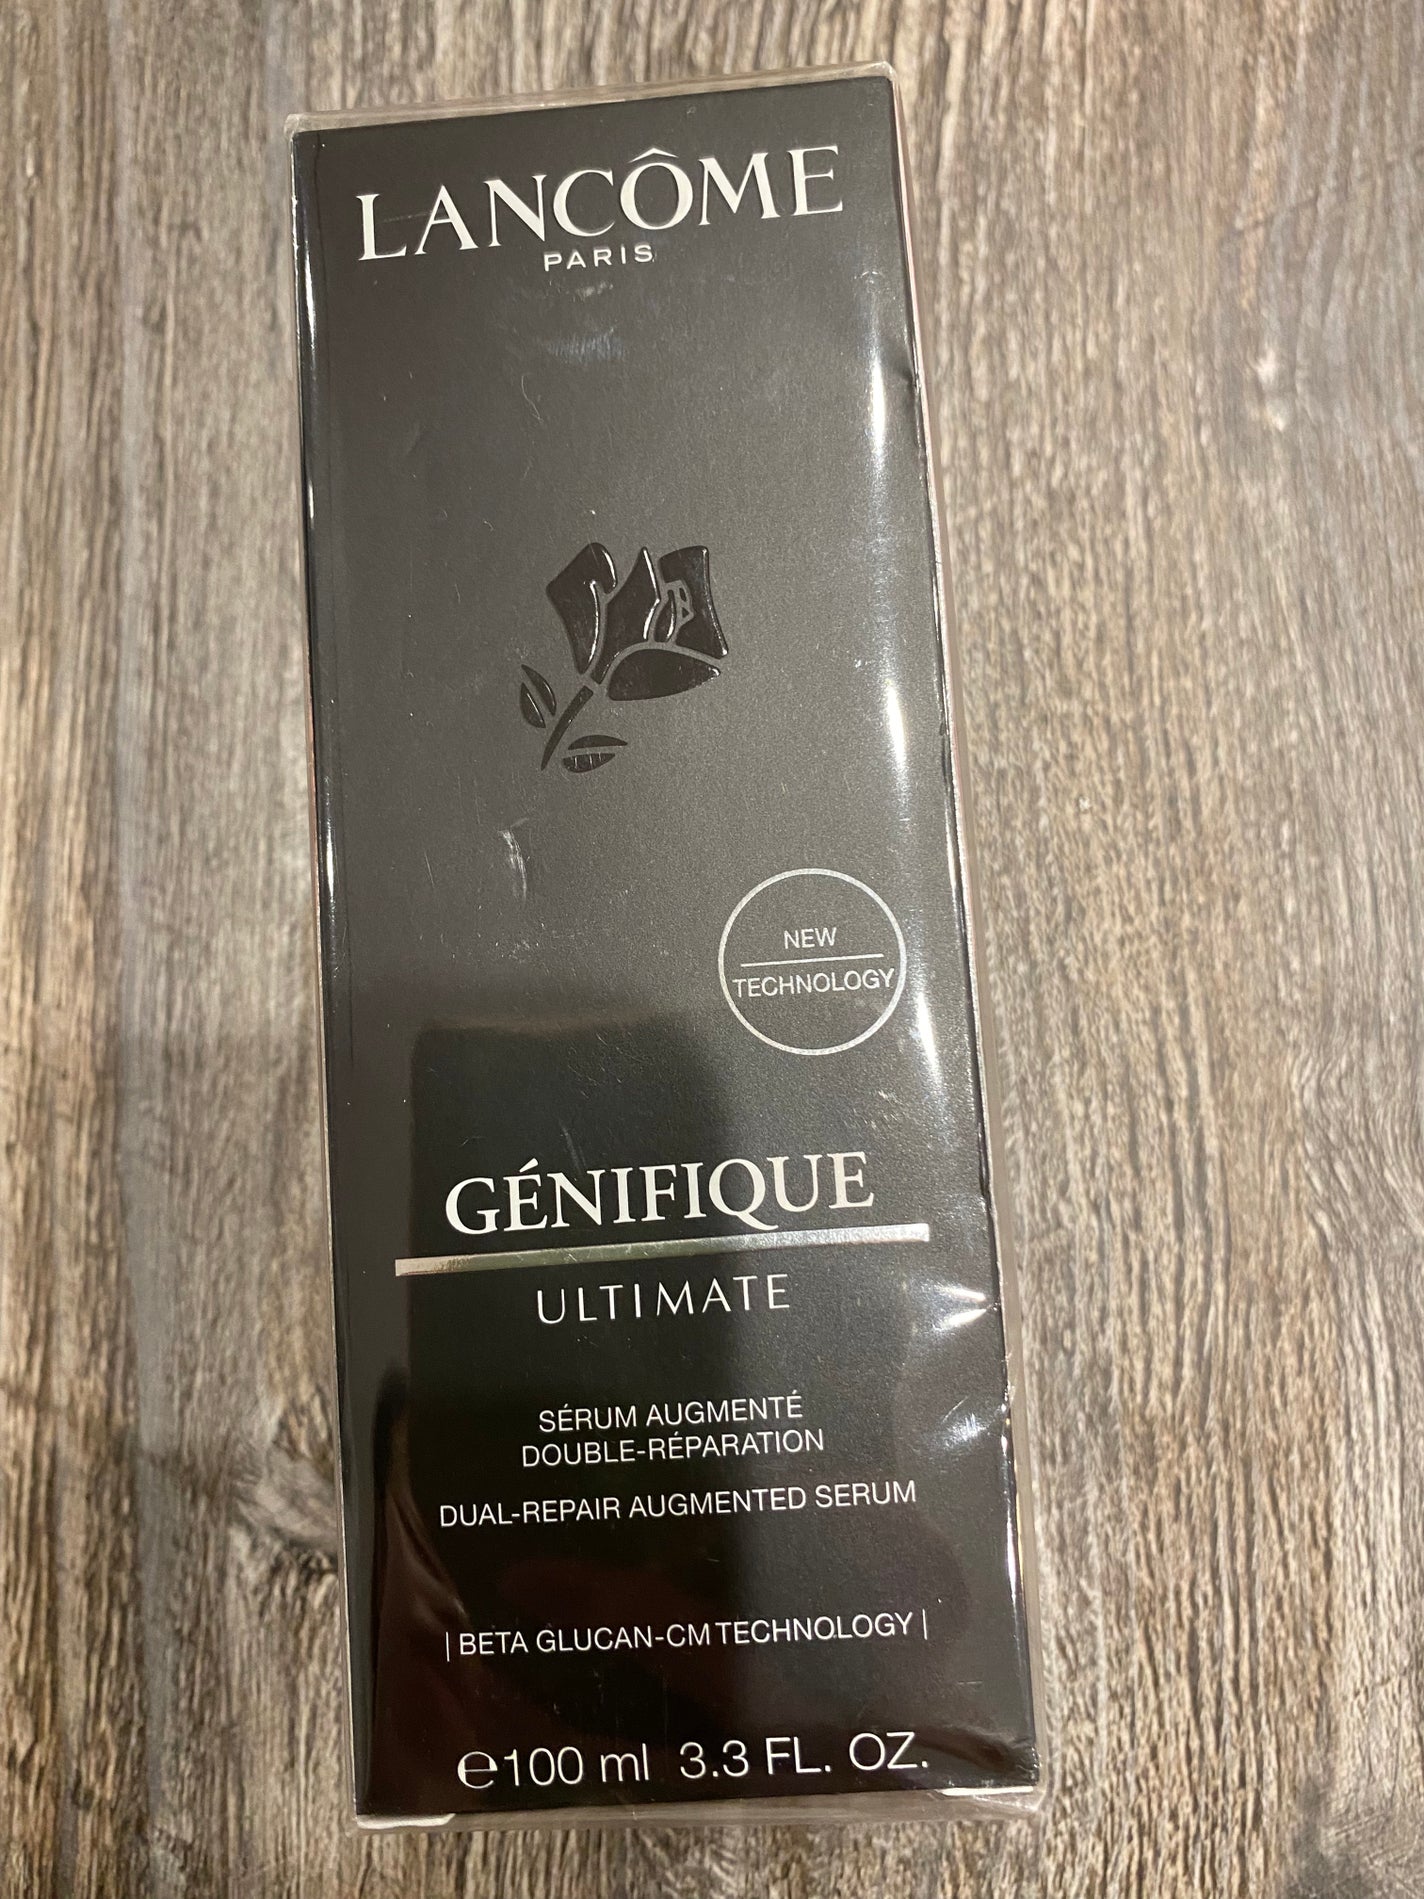 LANCÔME
PARIS
NEW
TECHNOLOGY
GÉNIFIQUE
ULTIMATE
SÉRUM AUGMENTÉ
DOUBLE-RÉPARATION
DUAL-REPAIR AUGMENTED SERUM
| BETA GLUCAN-CM TECHNOLOGY |
℮100 ml 3.3 FL. OZ.